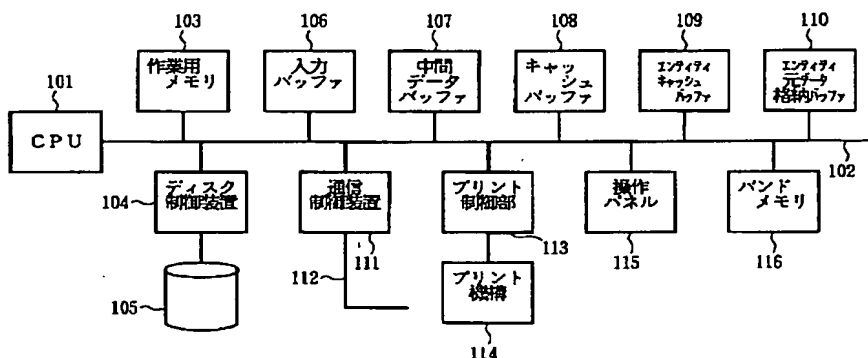 103
106
107
108
109
110
101
作業用
メモリ
入力
バッファ
中間
データ
バッファ
キャッ
シュ
バッファ
エンティティ
キャッシュ
バッファ
エンティティ
元データ
格納バッファ
CPU
102
104
ディスク
制御装置
通信
制御装置
プリント
制御部
操作
パネル
バンド
メモリ
111
113
115
116
112
105
プリント
機構
114